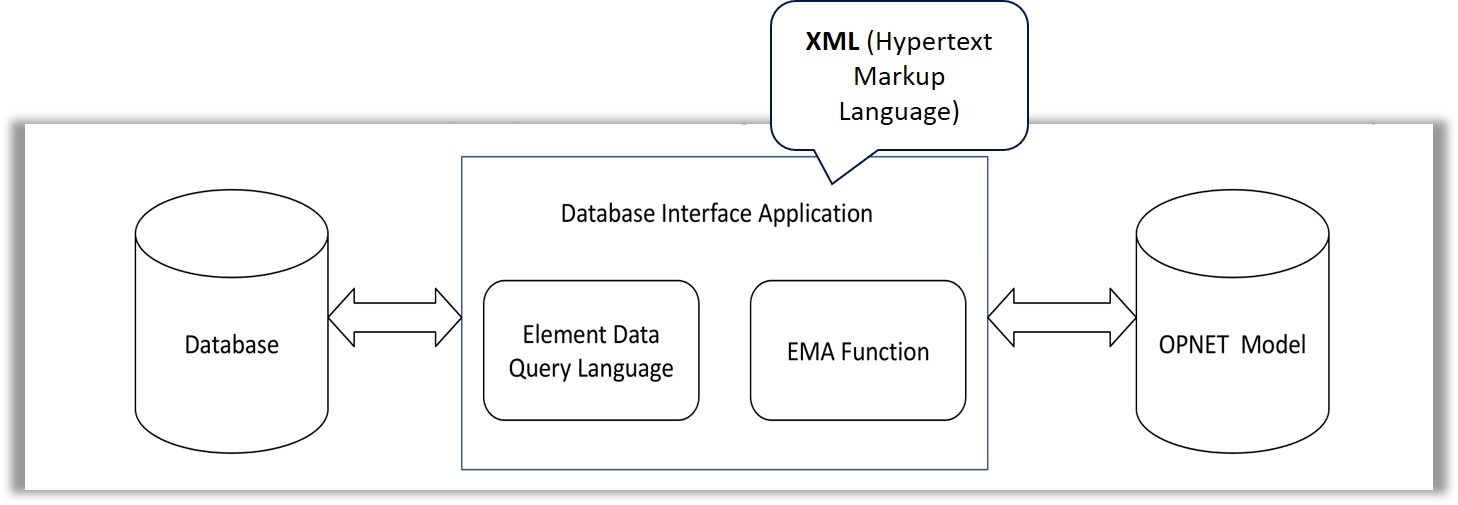 XML (Hypertext
Markup
Language)
Database Interface Application
Database
Element Data
Query Language
EMA Function
OPNET Model